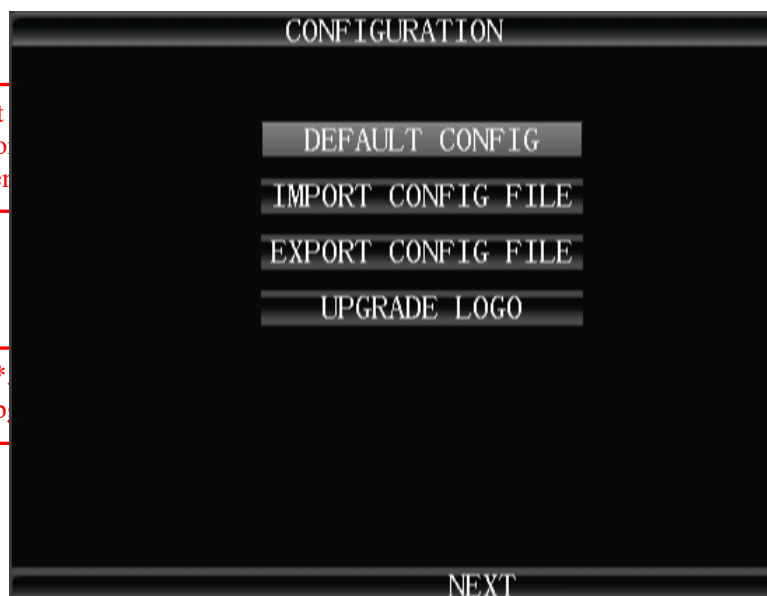 CONFIGURATION
DEFAULT CONFIG
IMPORT CONFIG FILE
EXPORT CONFIG FILE
UPGRADE LOGO
NEXT